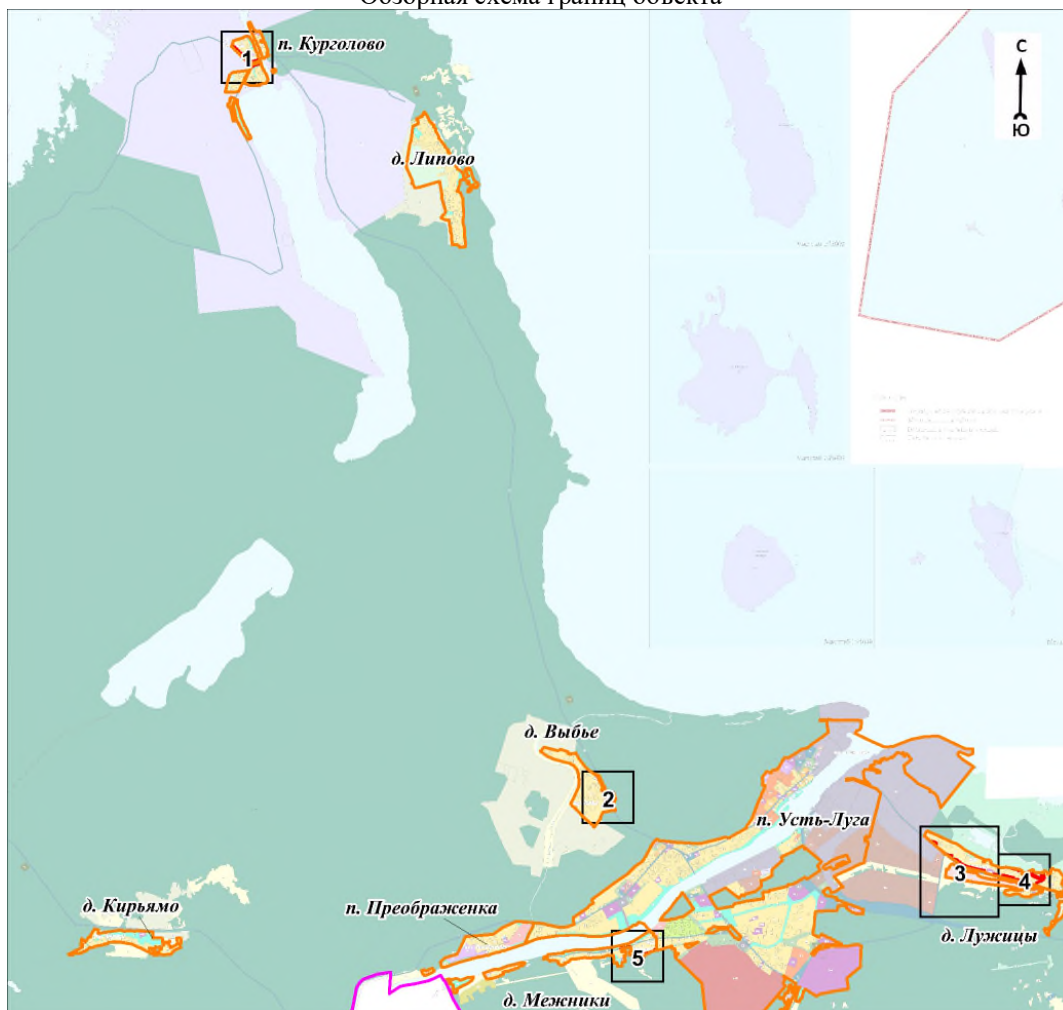 Обзорная схема границ объекта
п. Курголово
1
С
Ю
д. Липово
д. Выбье
2
п. Усть-Луга
3
4
д. Кирьямо
п. Преображенка
д. Лужицы
5
д. Межники